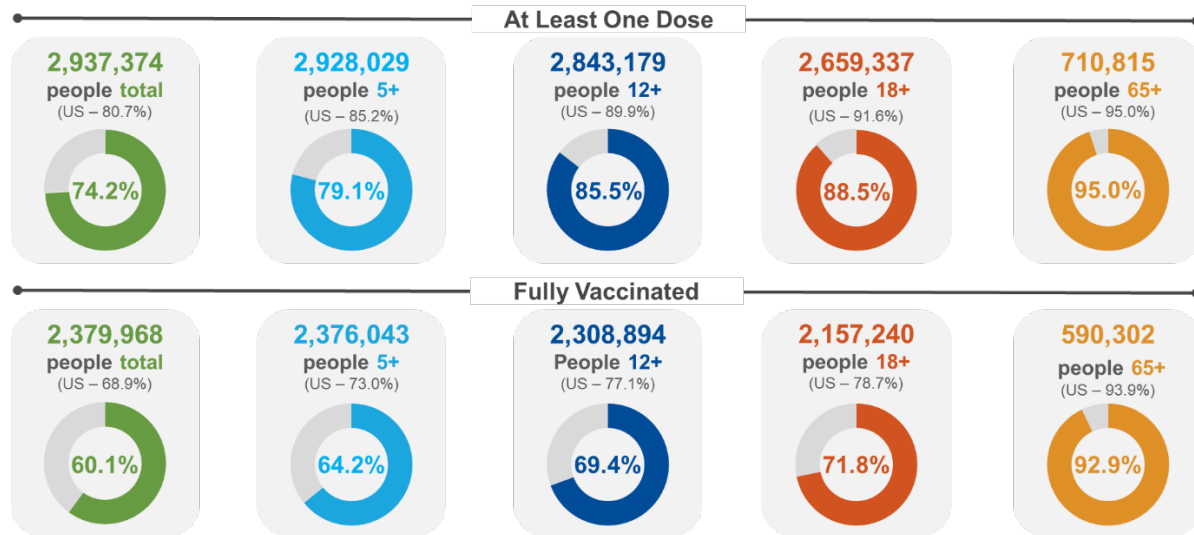 At Least One Dose
2,937,374
people total
(US – 80.7%)
74.2%
2,928,029
people 5+
(US – 85.2%)
79.1%
2,843,179
people 12+
(US – 89.9%)
85.5%
2,659,337
people 18+
(US – 91.6%)
88.5%
710,815
people 65+
(US – 95.0%)
95.0%
Fully Vaccinated
2,379,968
people total
(US – 68.9%)
60.1%
2,376,043
people 5+
(US – 73.0%)
64.2%
2,308,894
People 12+
(US – 77.1%)
69.4%
2,157,240
people 18+
(US – 78.7%)
71.8%
590,302
people 65+
(US – 93.9%)
92.9%